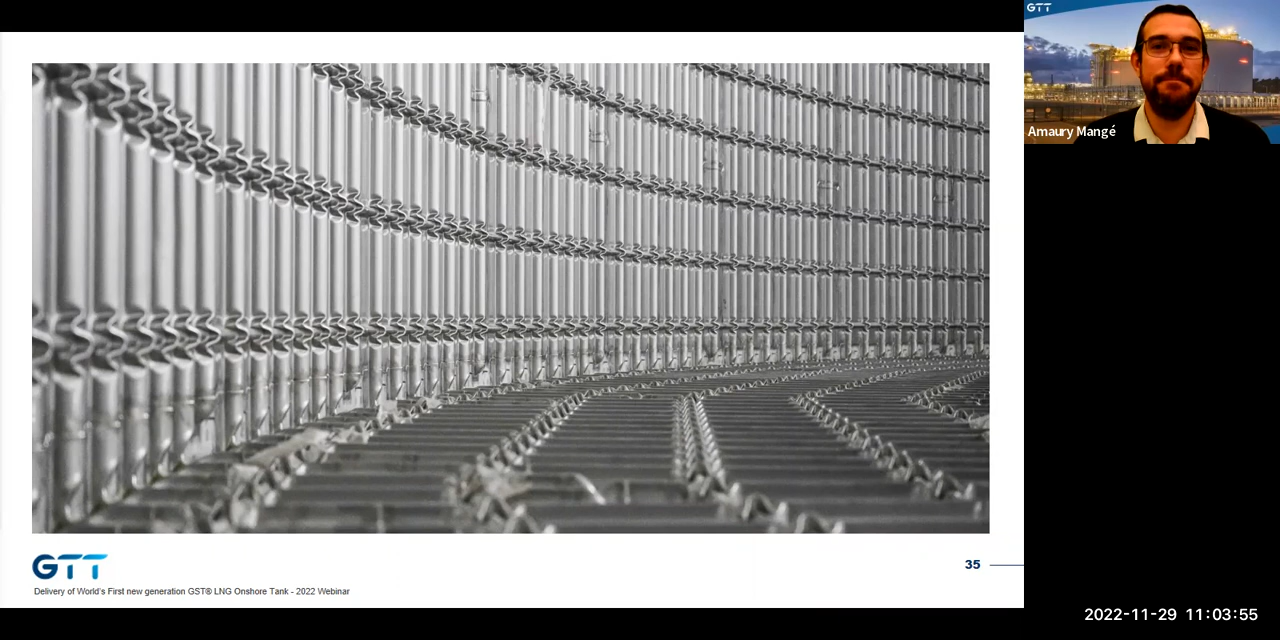 GTT
Amaury Mangé
GTT
35
Delivery of World's First new generation GST® LNG Onshore Tank - 2022 Webinar
2022-11-29 11:03:55